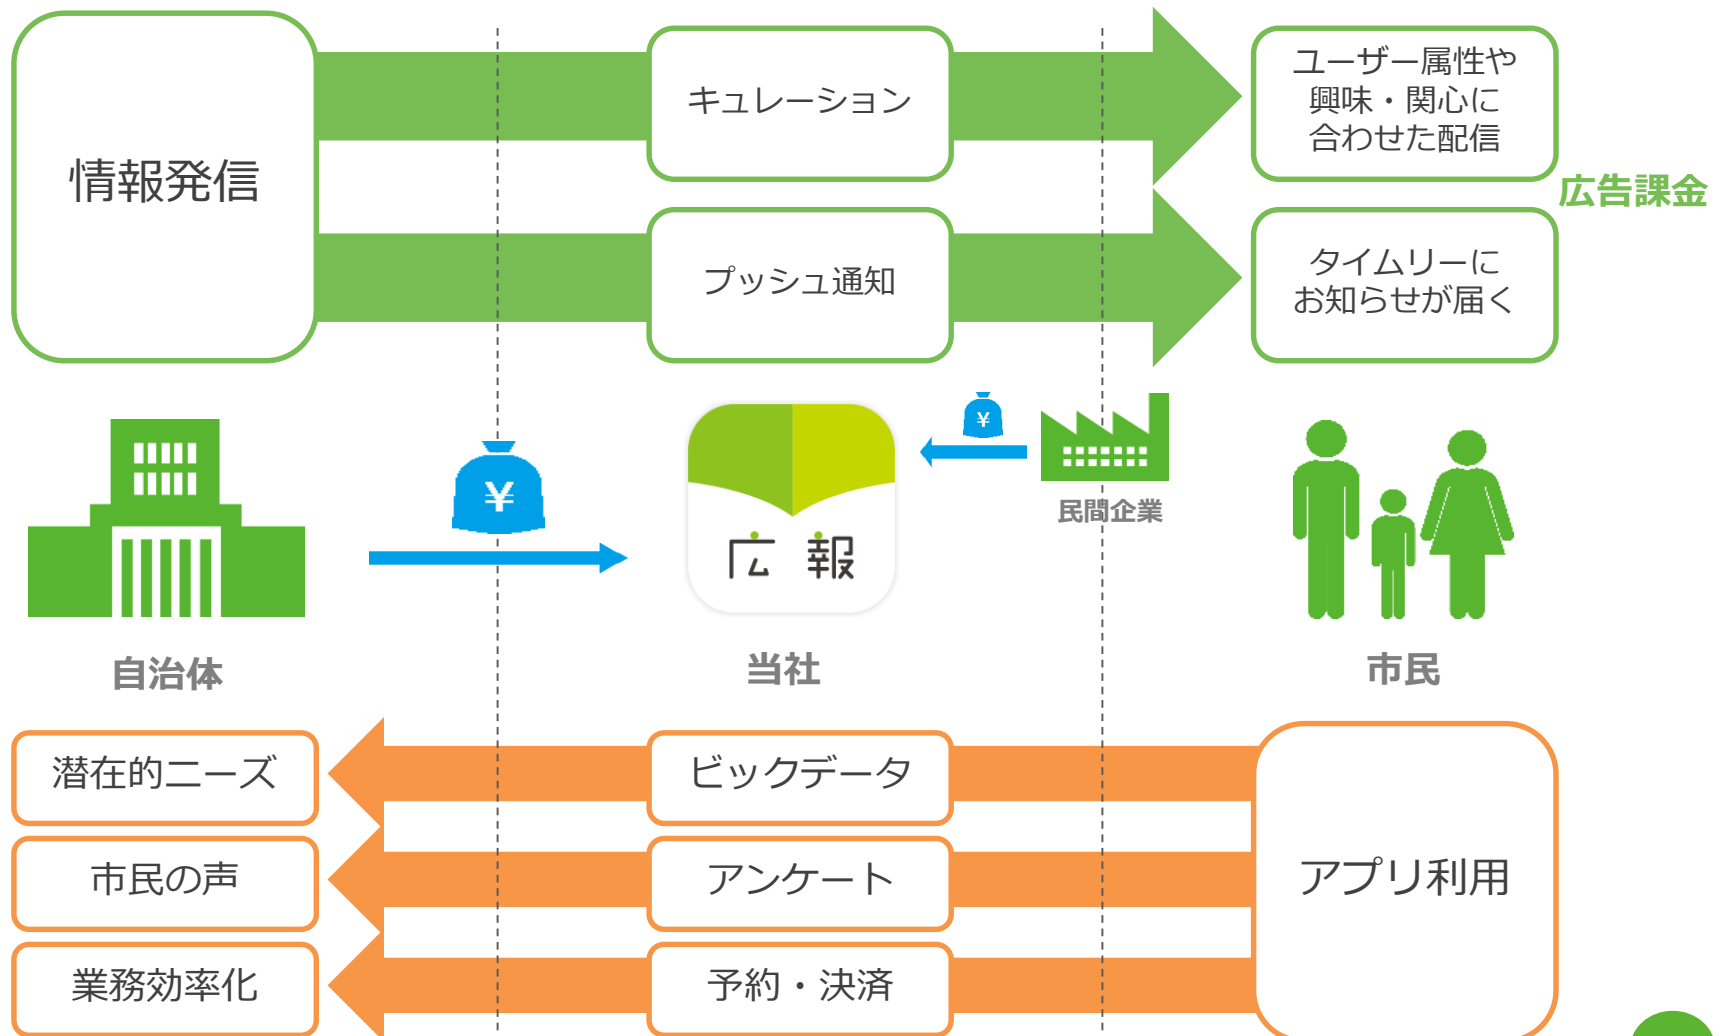 情報発信
キュレーション
ユーザー属性や
興味・関心に
合わせた配信
広告課金
プッシュ通知
タイムリーに
お知らせが届く
¥
¥
広報
民間企業
自治体
当社
市民
潜在的ニーズ
ビックデータ
アプリ利用
市民の声
アンケート
業務効率化
予約・決済